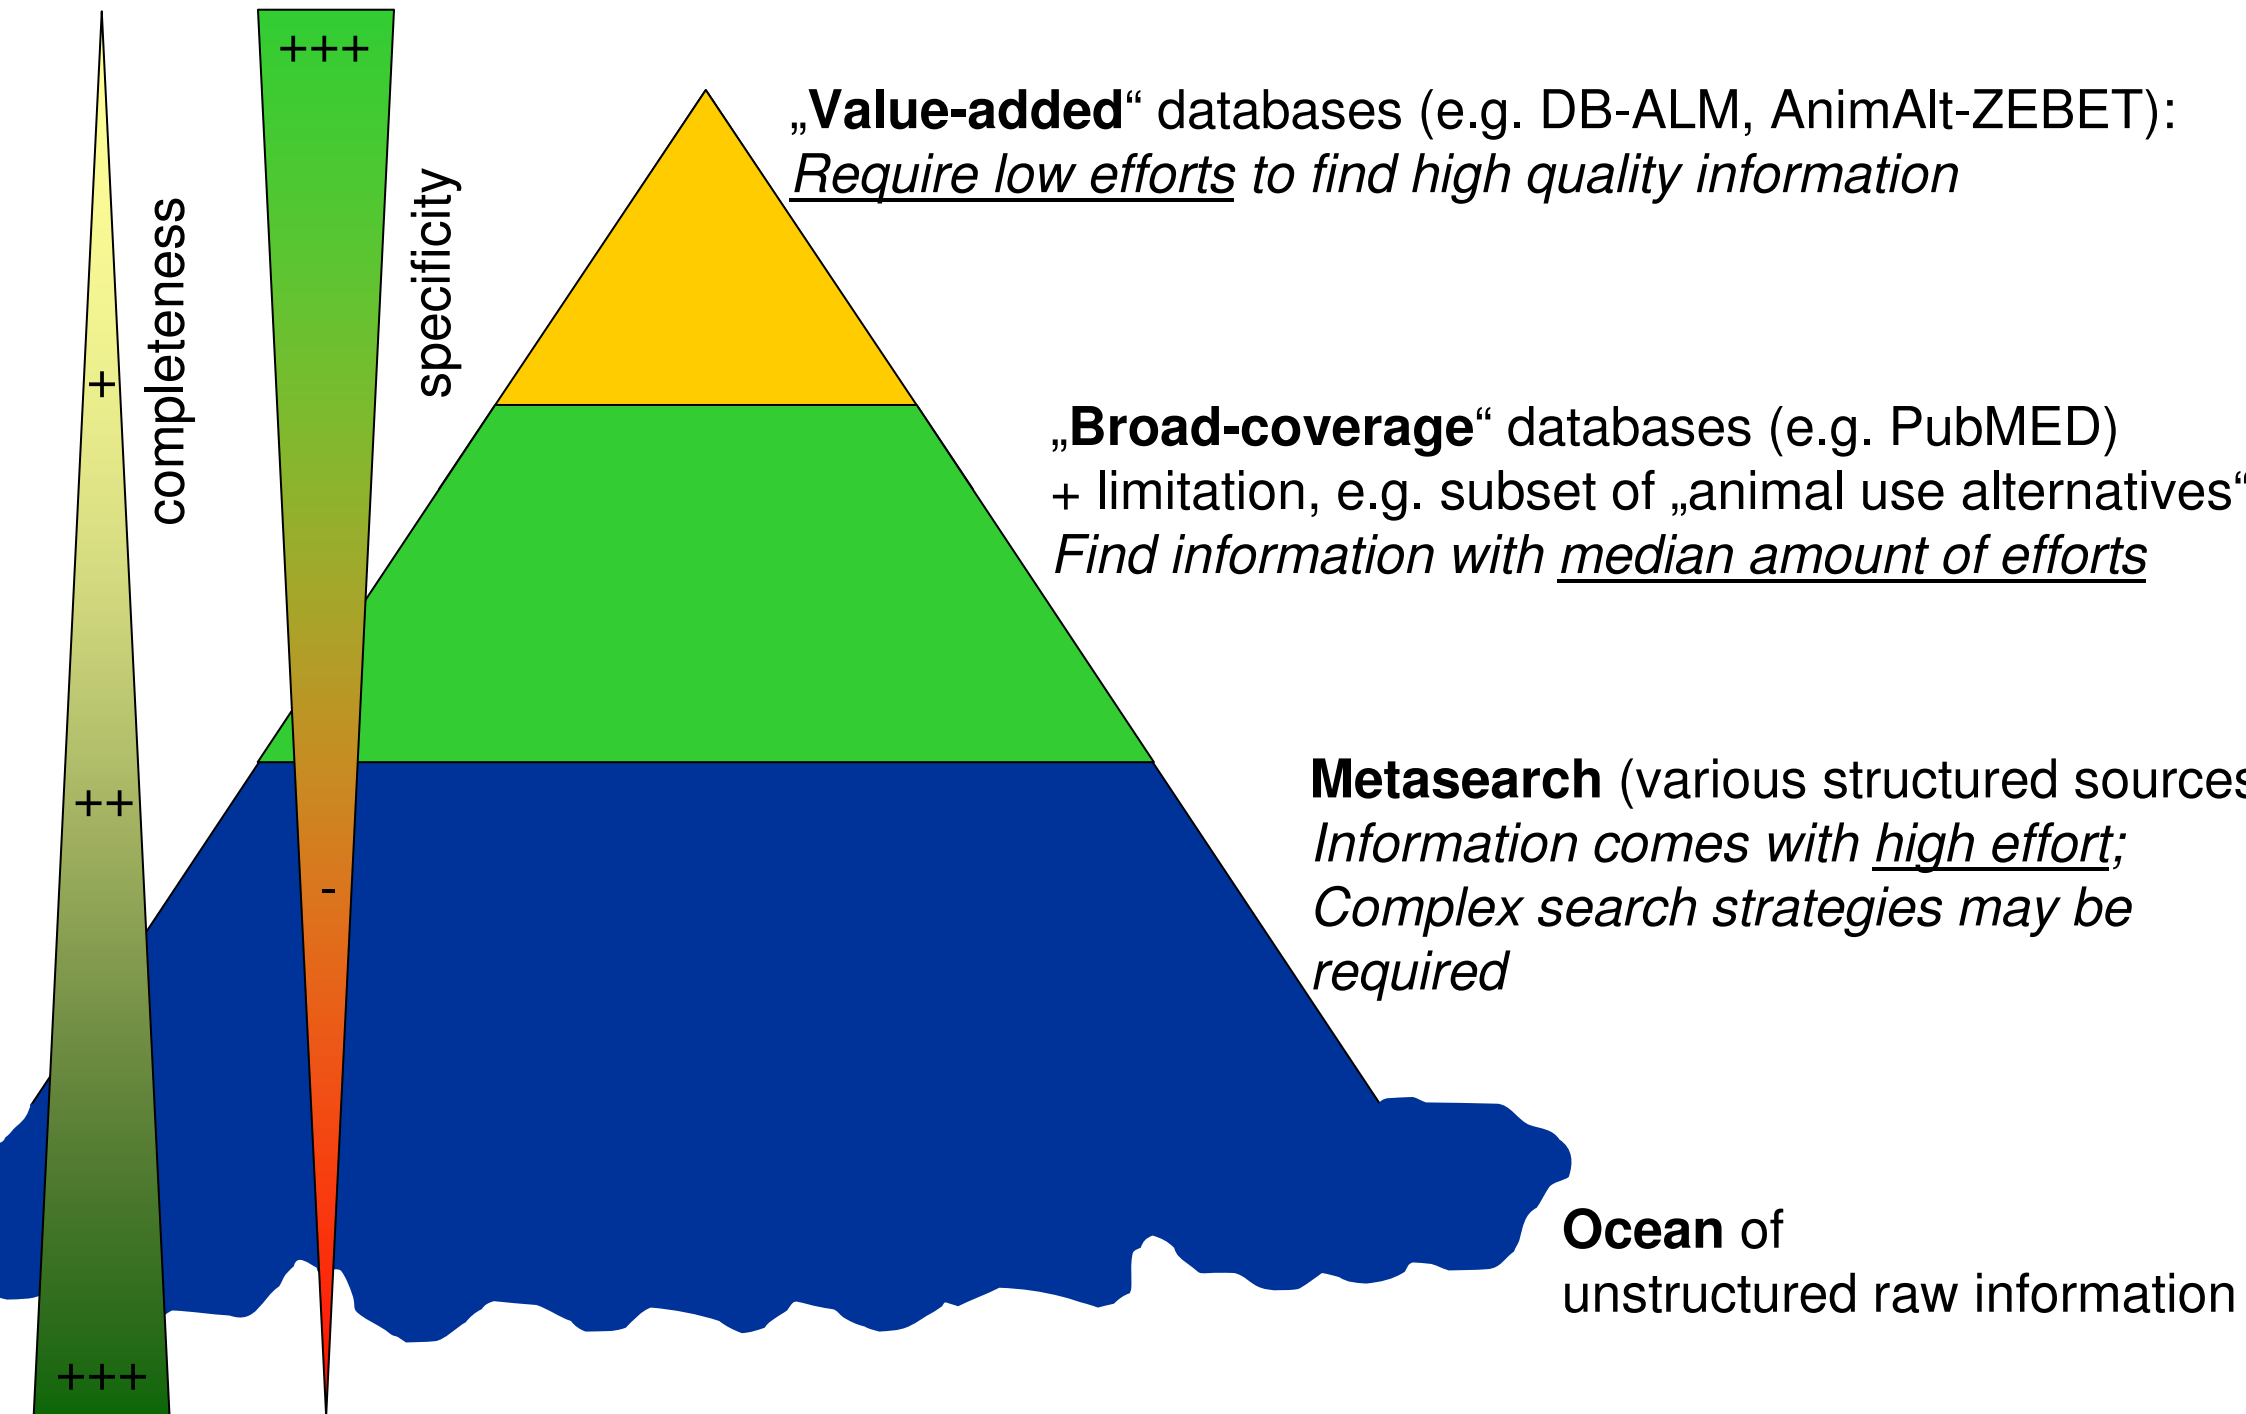 +++
„Value-added“ databases (e.g. DB-ALM, AnimAlt-ZEBET):
Require low efforts to find high quality information
completeness
specificity
+
„Broad-coverage“ databases (e.g. PubMED)
+ limitation, e.g. subset of „animal use alternatives“
Find information with median amount of efforts
++
-
Metasearch (various structured sources
Information comes with high effort;
Complex search strategies may be
required
Ocean of
unstructured raw information
+++